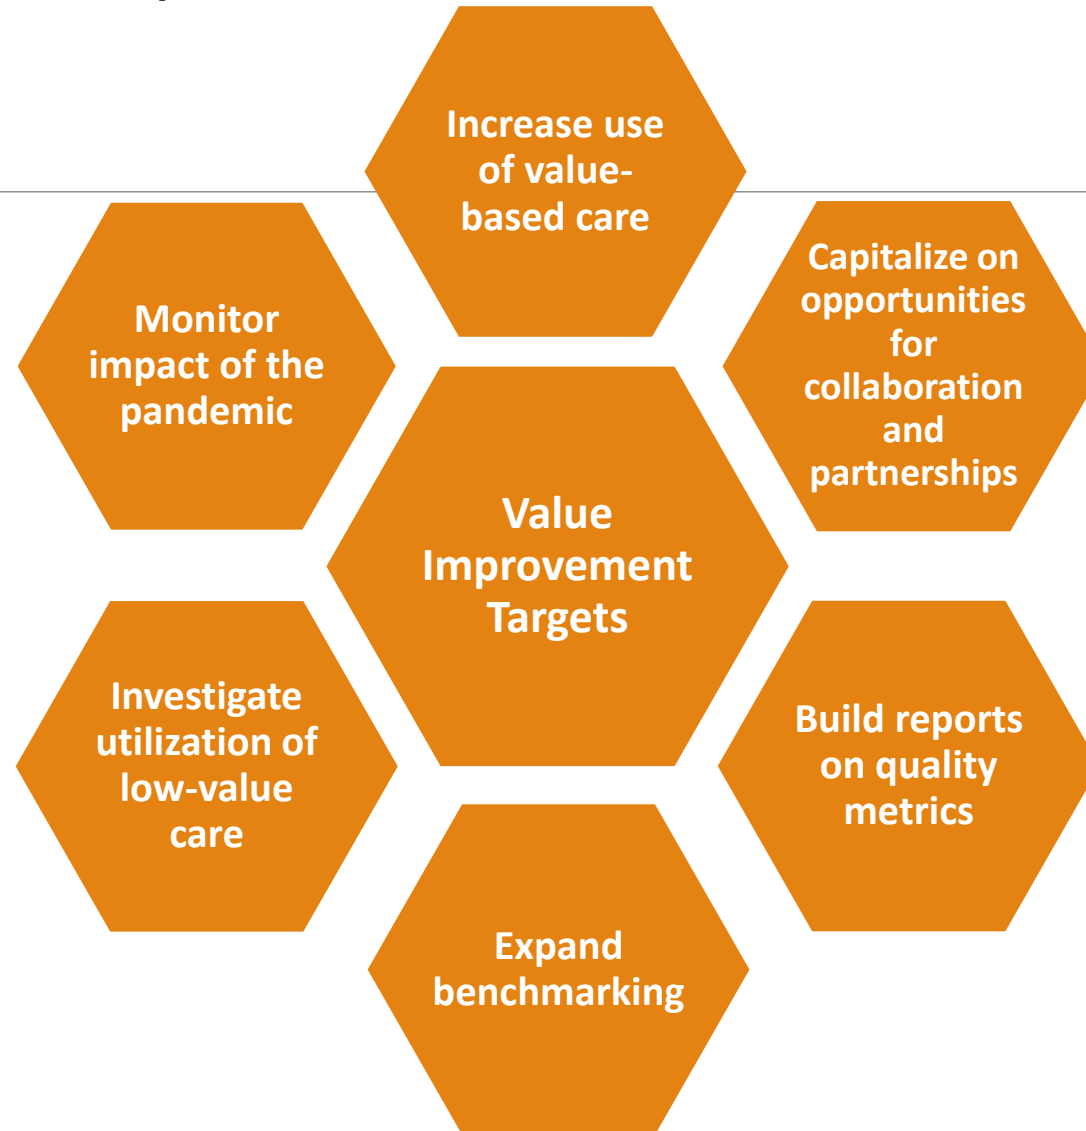 Increase use
of value-
based care
Capitalize on
opportunities
for
collaboration
and
partnerships
Monitor
impact of the
pandemic
Value
Improvement
Targets
Investigate
utilization of
low-value
care
Build reports
on quality
metrics
Expand
benchmarking